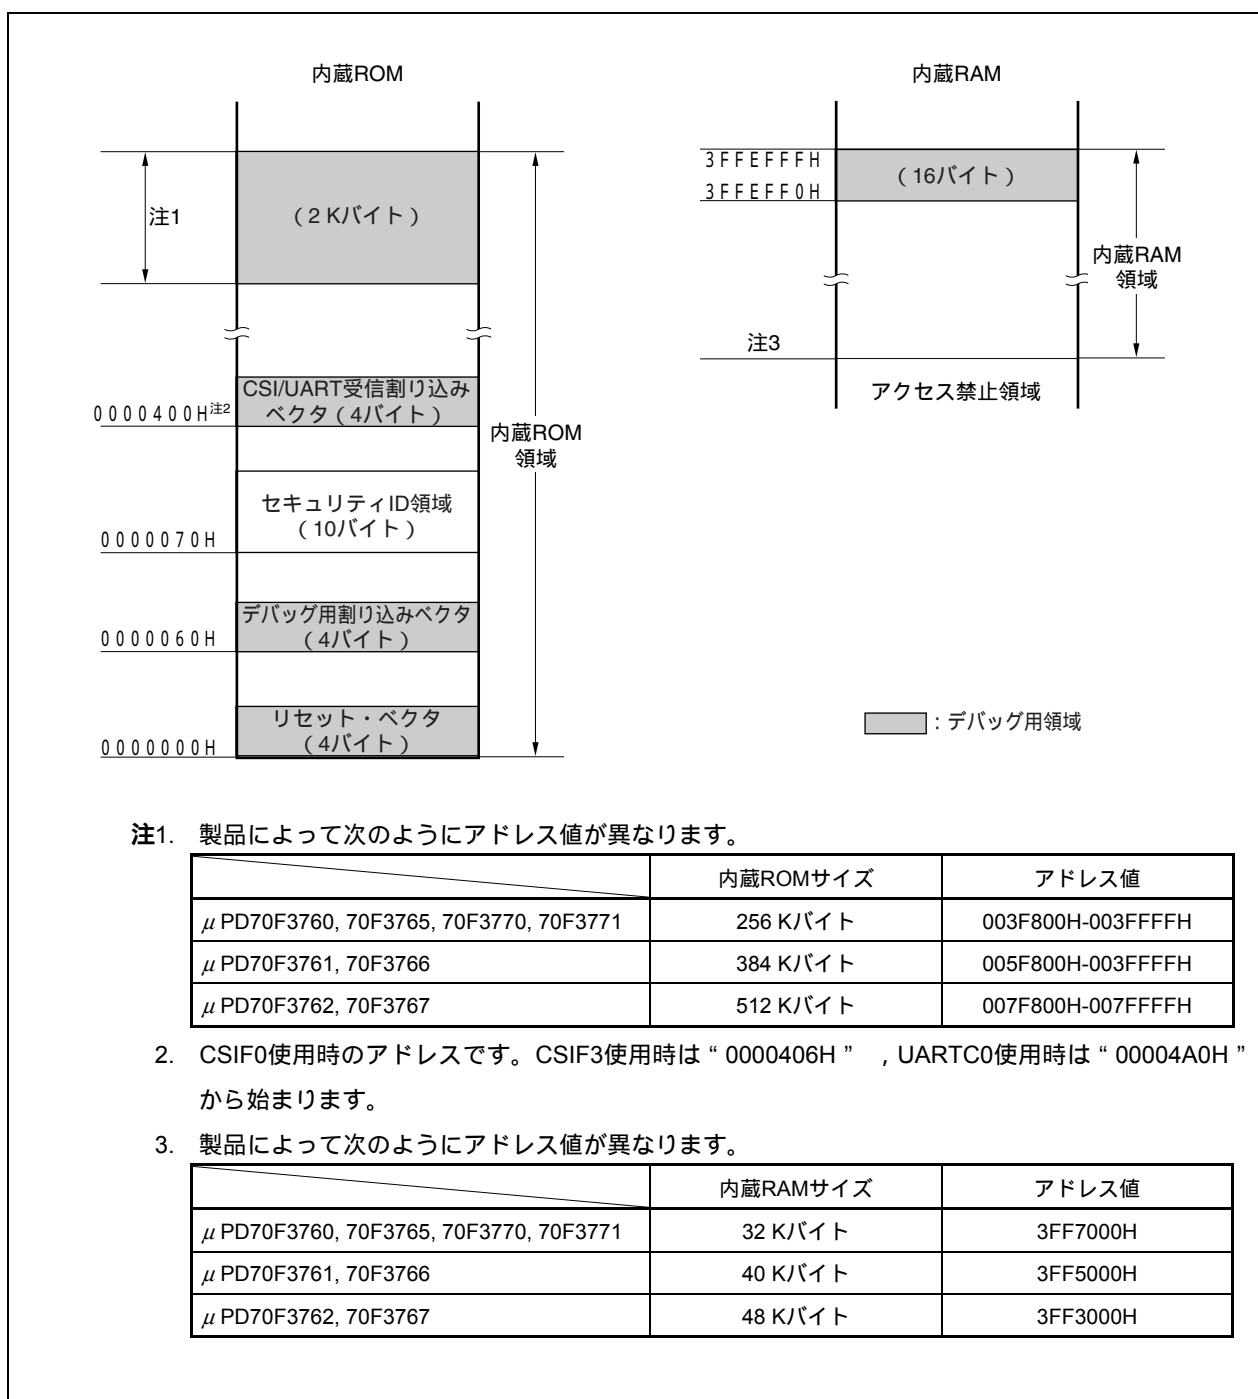 内蔵ROM
注1
（2 Kバイト）
CSI/UART受信割り込み
ベクタ（4バイト）
0000400H注2
内蔵ROM
領域
セキュリティID領域
（10バイト）
0000070H
デバッグ用割り込みベクタ
（4バイト）
0000060H
リセット・ベクタ
（4バイト）
0000000H
内蔵RAM
3FFEFFFH
（16バイト）
3FFEFF0H
内蔵RAM
領域
注3
アクセス禁止領域
：デバッグ用領域
注1. 製品によって次のようにアドレス値が異なります。
内蔵ROMサイズ アドレス値
μPD70F3760, 70F3765, 70F3770, 70F3771 256 Kバイト 003F800H-003FFFFH
μPD70F3761, 70F3766 384 Kバイト 005F800H-003FFFFH
μPD70F3762, 70F3767 512 Kバイト 007F800H-007FFFFH
2. CSIF0使用時のアドレスです。CSIF3使用時は“0000406H”，UARTC0使用時は“00004A0H”
から始まります。
3. 製品によって次のようにアドレス値が異なります。
内蔵RAMサイズ アドレス値
μPD70F3760, 70F3765, 70F3770, 70F3771 32 Kバイト 3FF7000H
μPD70F3761, 70F3766 40 Kバイト 3FF5000H
μPD70F3762, 70F3767 48 Kバイト 3FF3000H